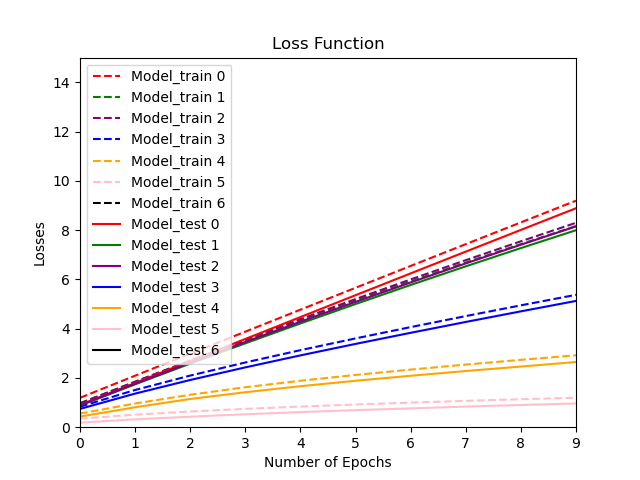 Loss Function
14
12
10
8
6
4
2
0
Losses
Model_train 0
Model_train 1
Model_train 2
Model_train 3
Model_train 4
Model_train 5
Model_train 6
Model_test 0
Model_test 1
Model_test 2
Model_test 3
Model_test 4
Model_test 5
Model_test 6
0 1 2 3 4 5 6 7 8 9
Number of Epochs